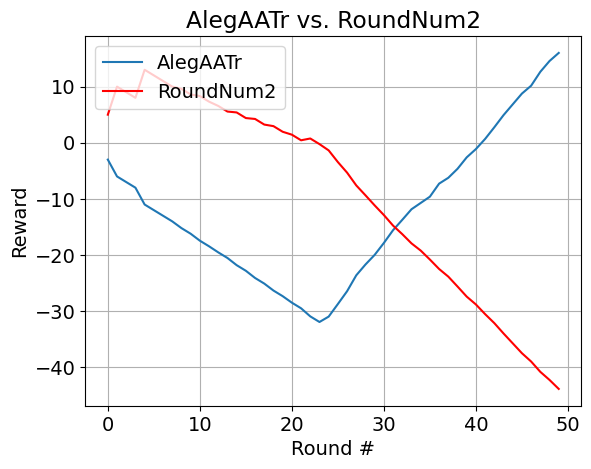 AlegAATr vs. RoundNum2
AlegAATr
RoundNum2
Reward
10
0
−10
−20
−30
−40
0 10 20 30 40 50
Round #